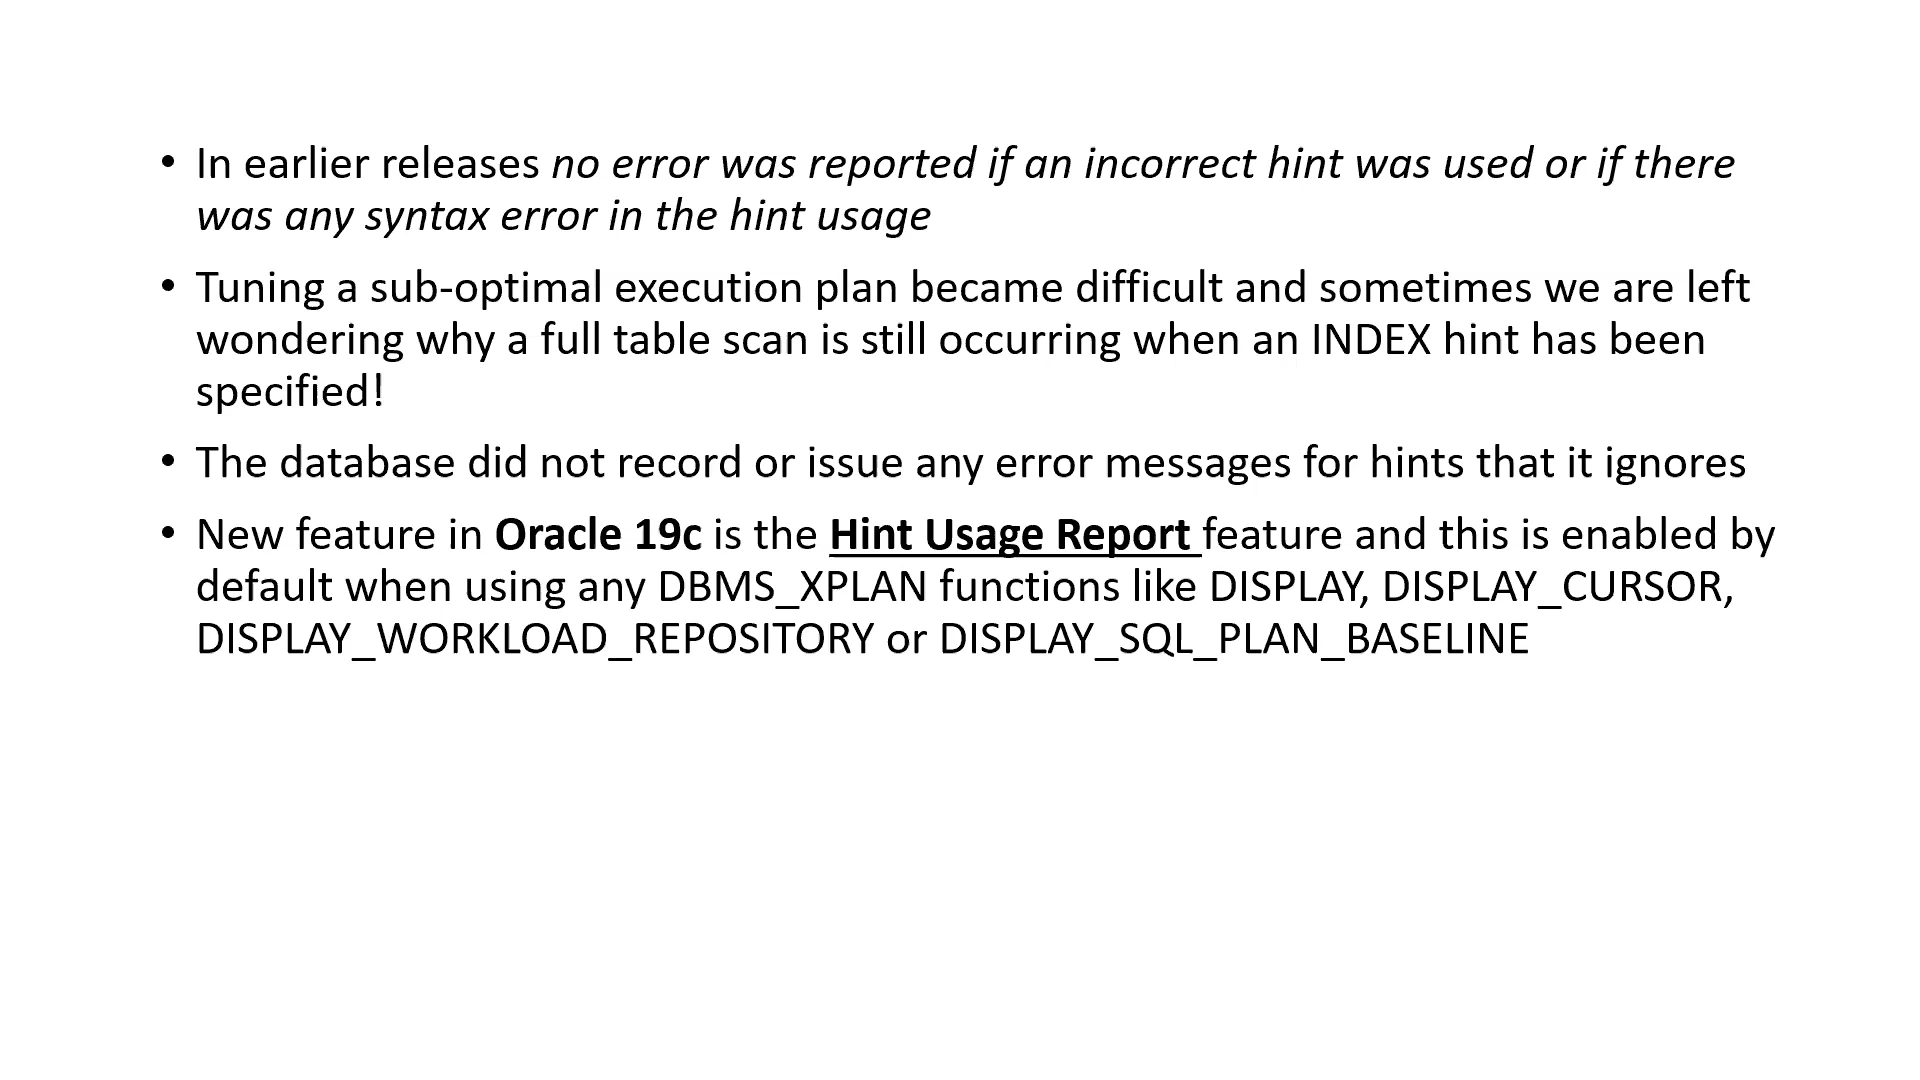 • In earlier releases no error was reported if an incorrect hint was used or if there
was any syntax error in the hint usage
• Tuning a sub-optimal execution plan became difficult and sometimes we are left
wondering why a full table scan is still occurring when an INDEX hint has been
specified!
• The database did not record or issue any error messages for hints that it ignores
• New feature in Oracle 19c is the Hint Usage Report feature and this is enabled by
default when using any DBMS_XPLAN functions like DISPLAY, DISPLAY_CURSOR,
DISPLAY_WORKLOAD_REPOSITORY or DISPLAY_SQL_PLAN_BASELINE